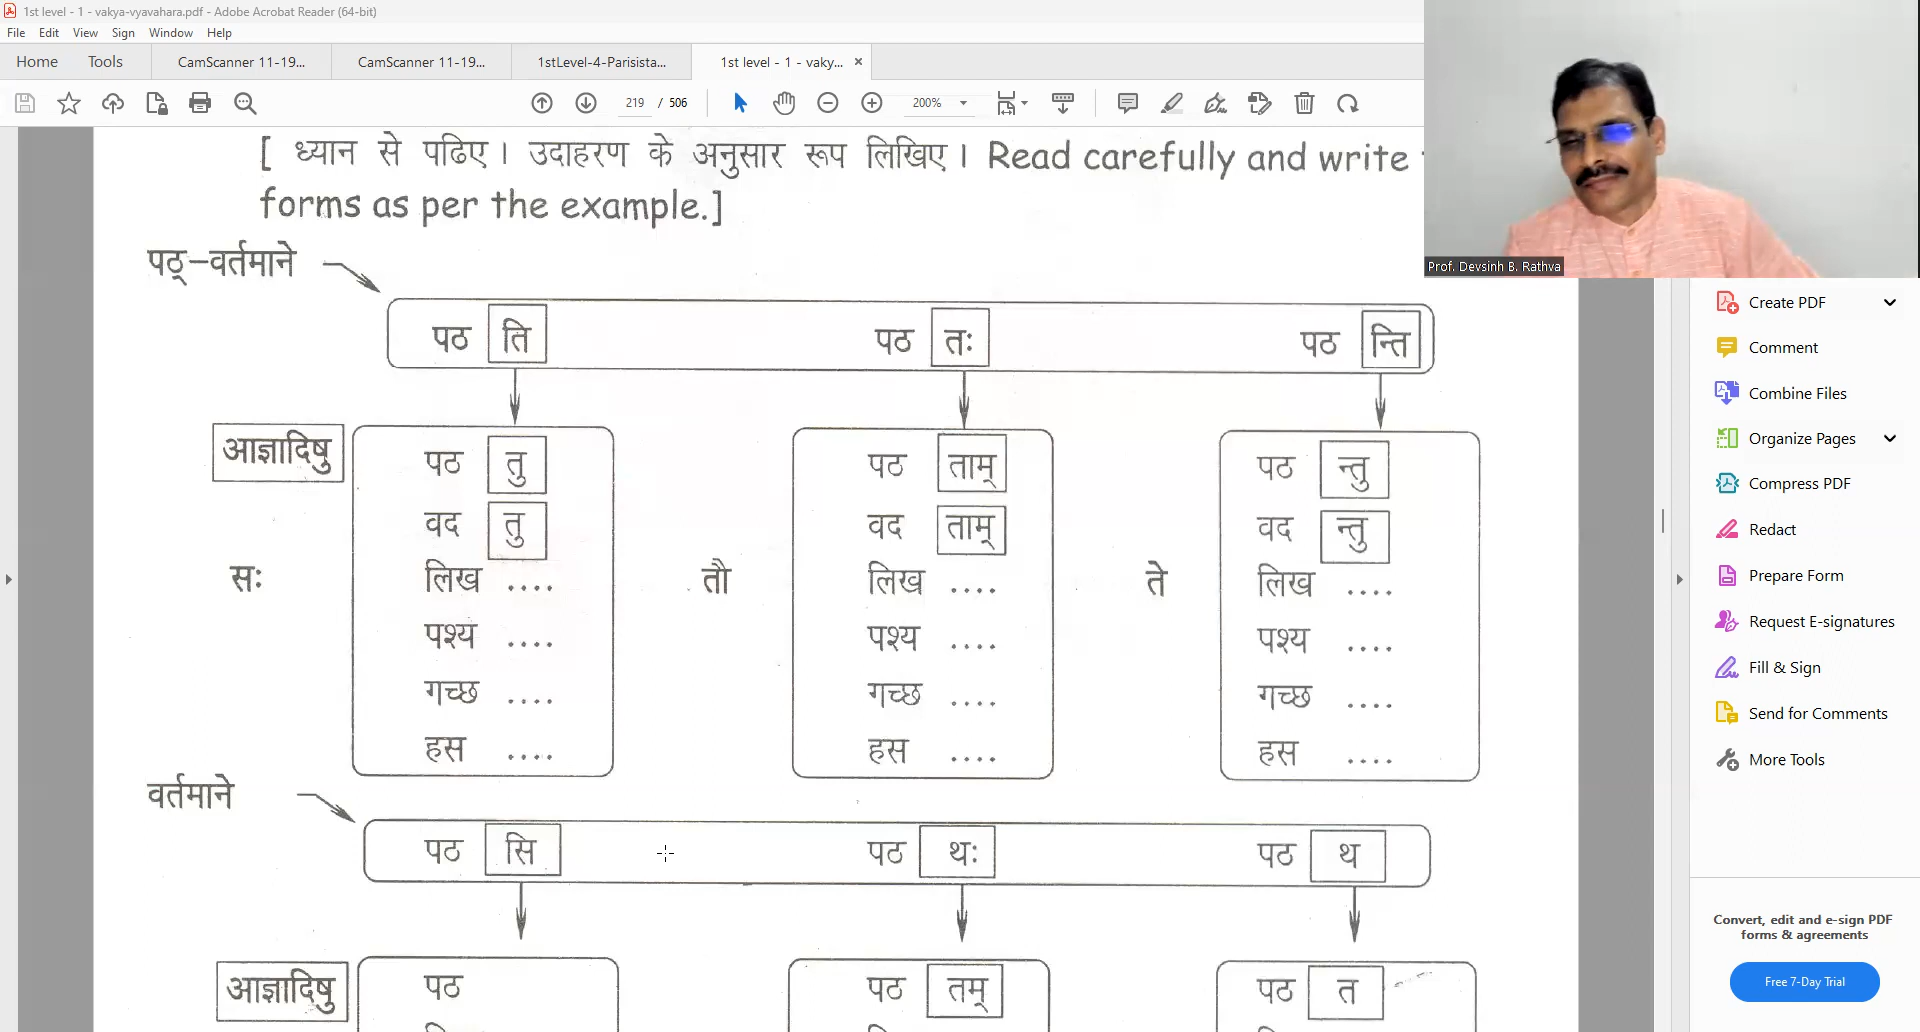 1st level - 1 - vakya-vyavahara.pdf - Adobe Acrobat Reader (64-bit)
File Edit View Sign Window Help
Home Tools CamScanner 11-19... CamScanner 11-19... 1stLevel-4-Parisista... 1st level - 1 - vaky... ×
219 / 506 200%
[ ध्यान से पढिए । उदाहरण के अनुसार रूप लिखिए । Read carefully and write
forms as per the example.]
Prof. Devsinh B. Rathva
पठ्–वर्तमाने
पठ ति पठ तः पठ न्ति
आज्ञादिषु
पठ तु पठ ताम् पठ न्तु
वद तु वद ताम् वद न्तु
सः लिख .... तौ लिख .... ते लिख ....
पश्य .... पश्य .... पश्य ....
गच्छ .... गच्छ .... गच्छ ....
हस .... हस .... हस ....
वर्तमाने
पठ सि पठ थः पठ थ
आज्ञादिषु पठ पठ तम् पठ त
Create PDF
Comment
Combine Files
Organize Pages
Compress PDF
Redact
Prepare Form
Request E-signatures
Fill & Sign
Send for Comments
More Tools
Convert, edit and e-sign PDF
forms & agreements
Free 7-Day Trial